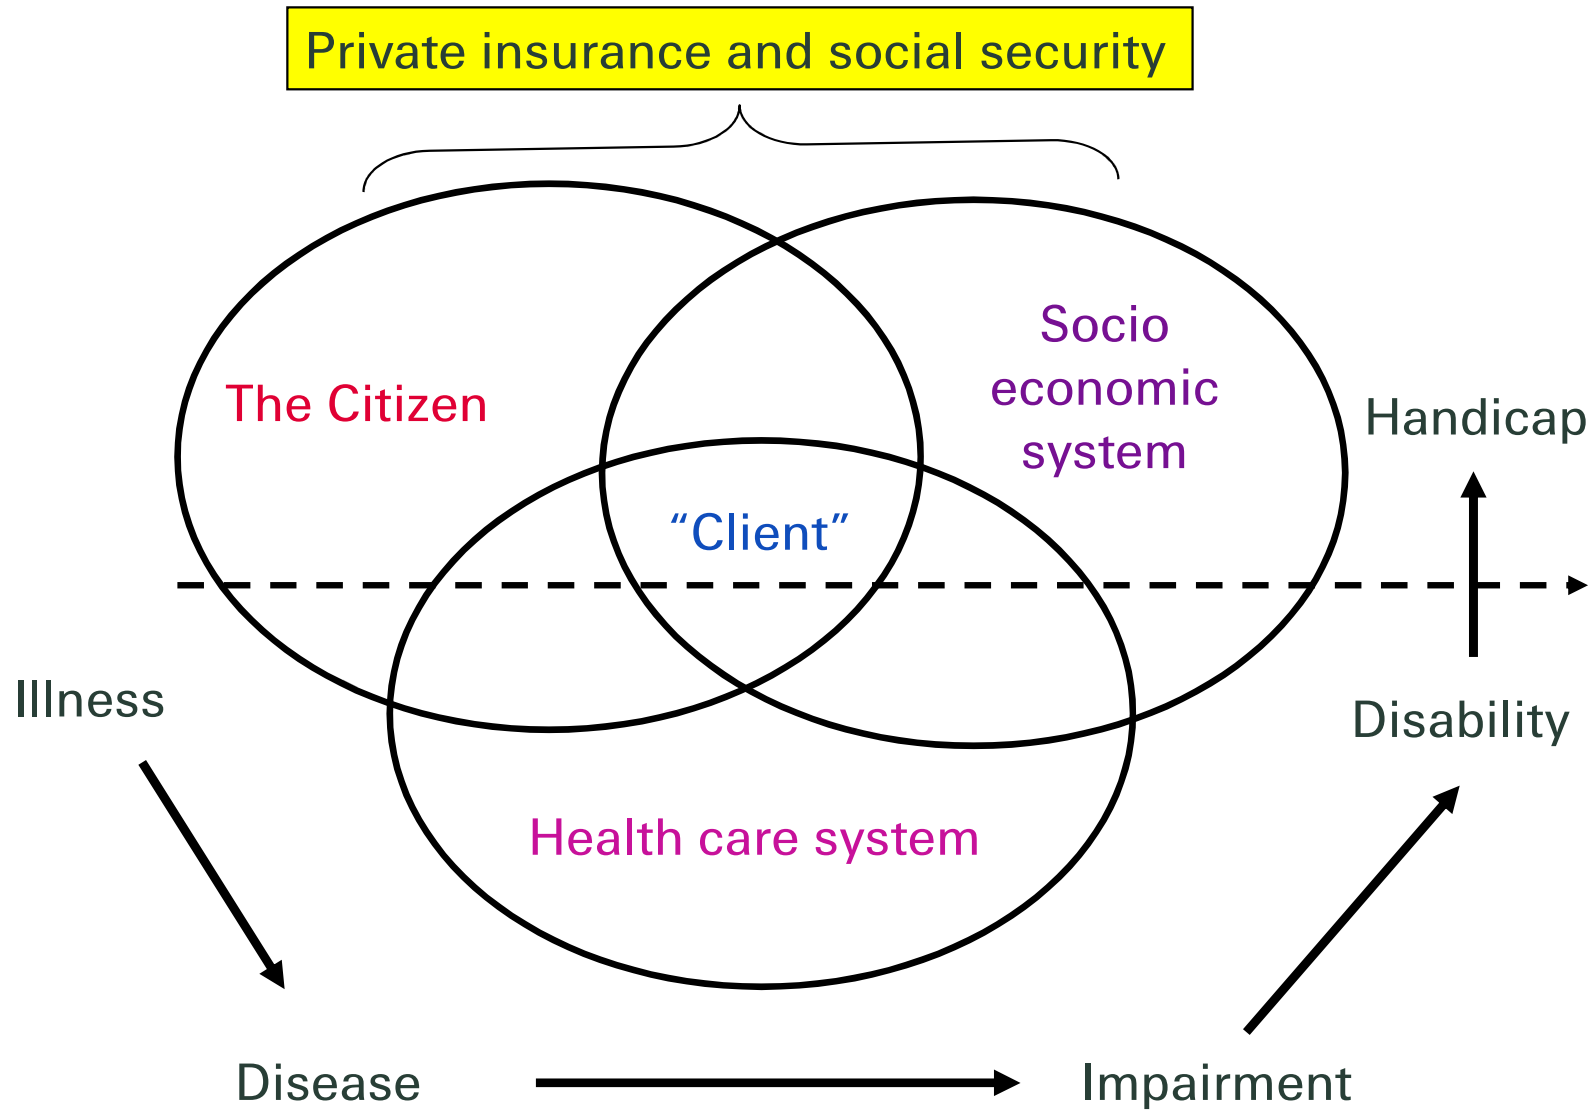 Private insurance and social security
Socio
economic
system
The Citizen
Handicap
“Client”
Illness
Disability
Health care system
Disease
Impairment